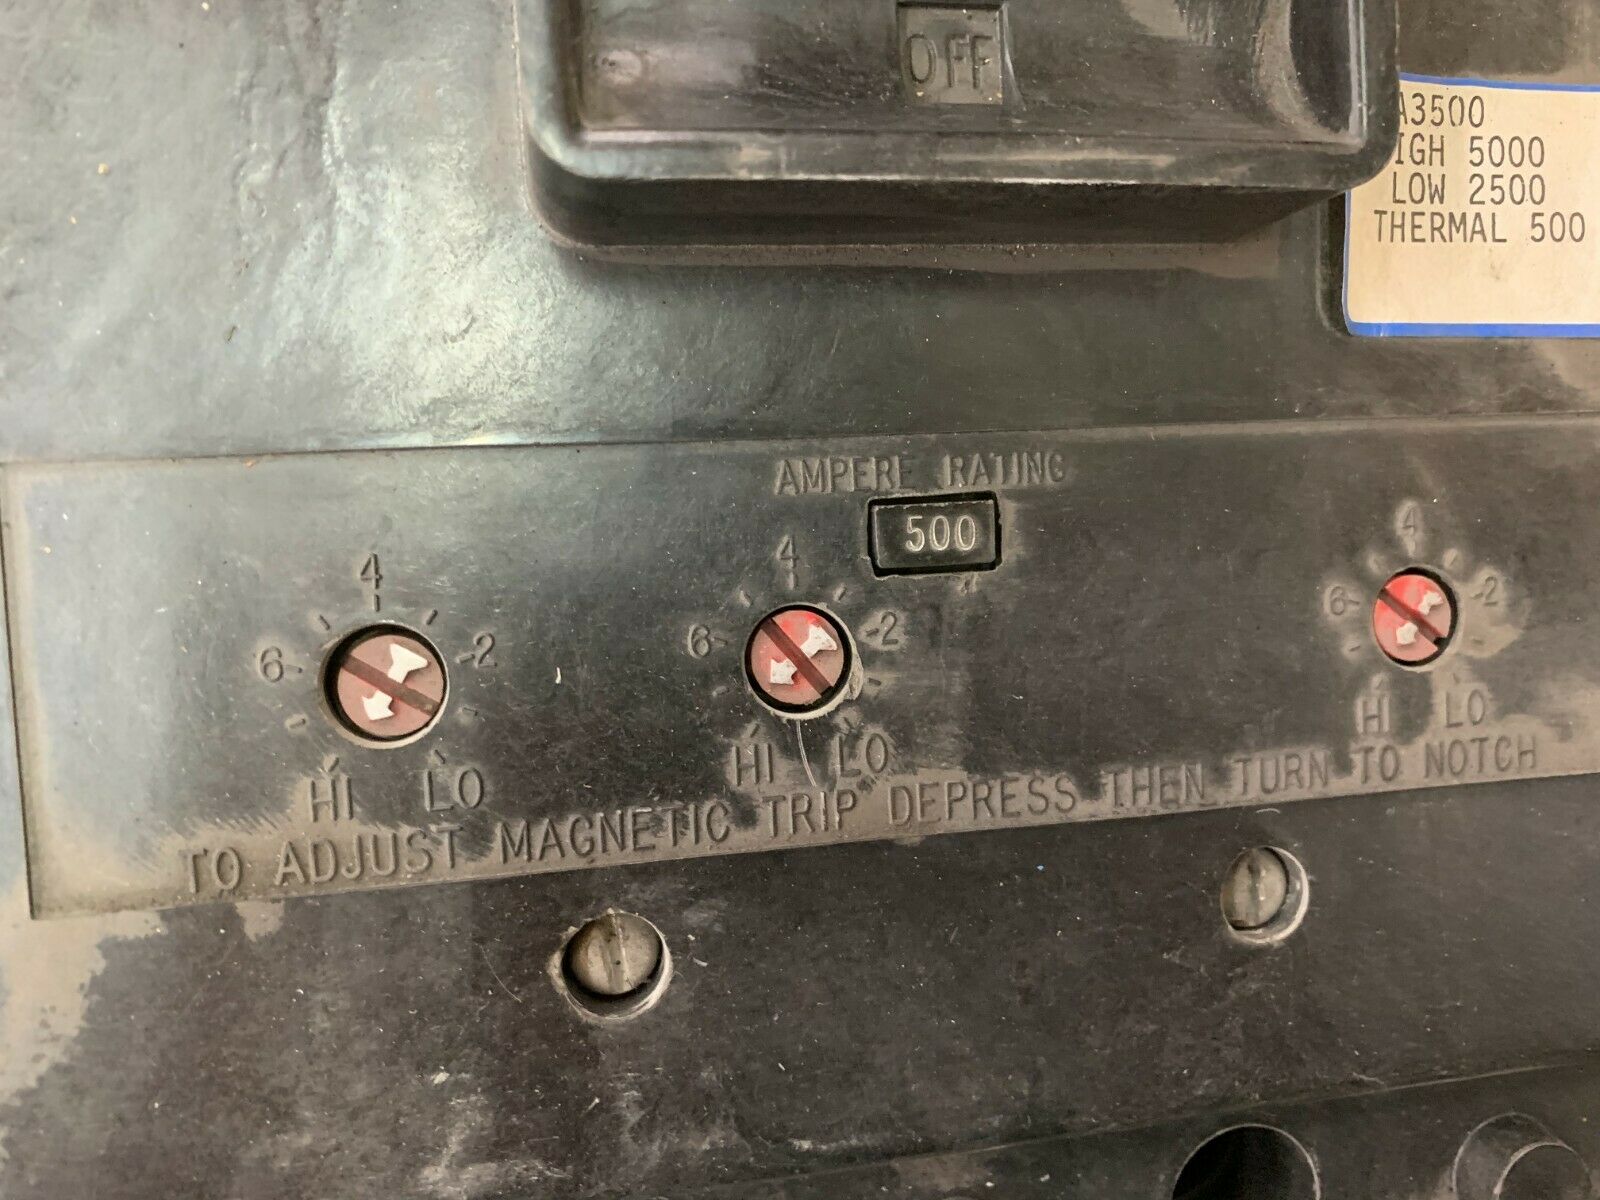 OFF
A3500
IGH 5000
LOW 2500
THERMAL 500
AMPERE RATING
500
4
6 2
HI LO
4
6 2
HI LO
4
6 2
HI LO
TO ADJUST MAGNETIC TRIP DEPRESS THEN TURN TO NOTCH